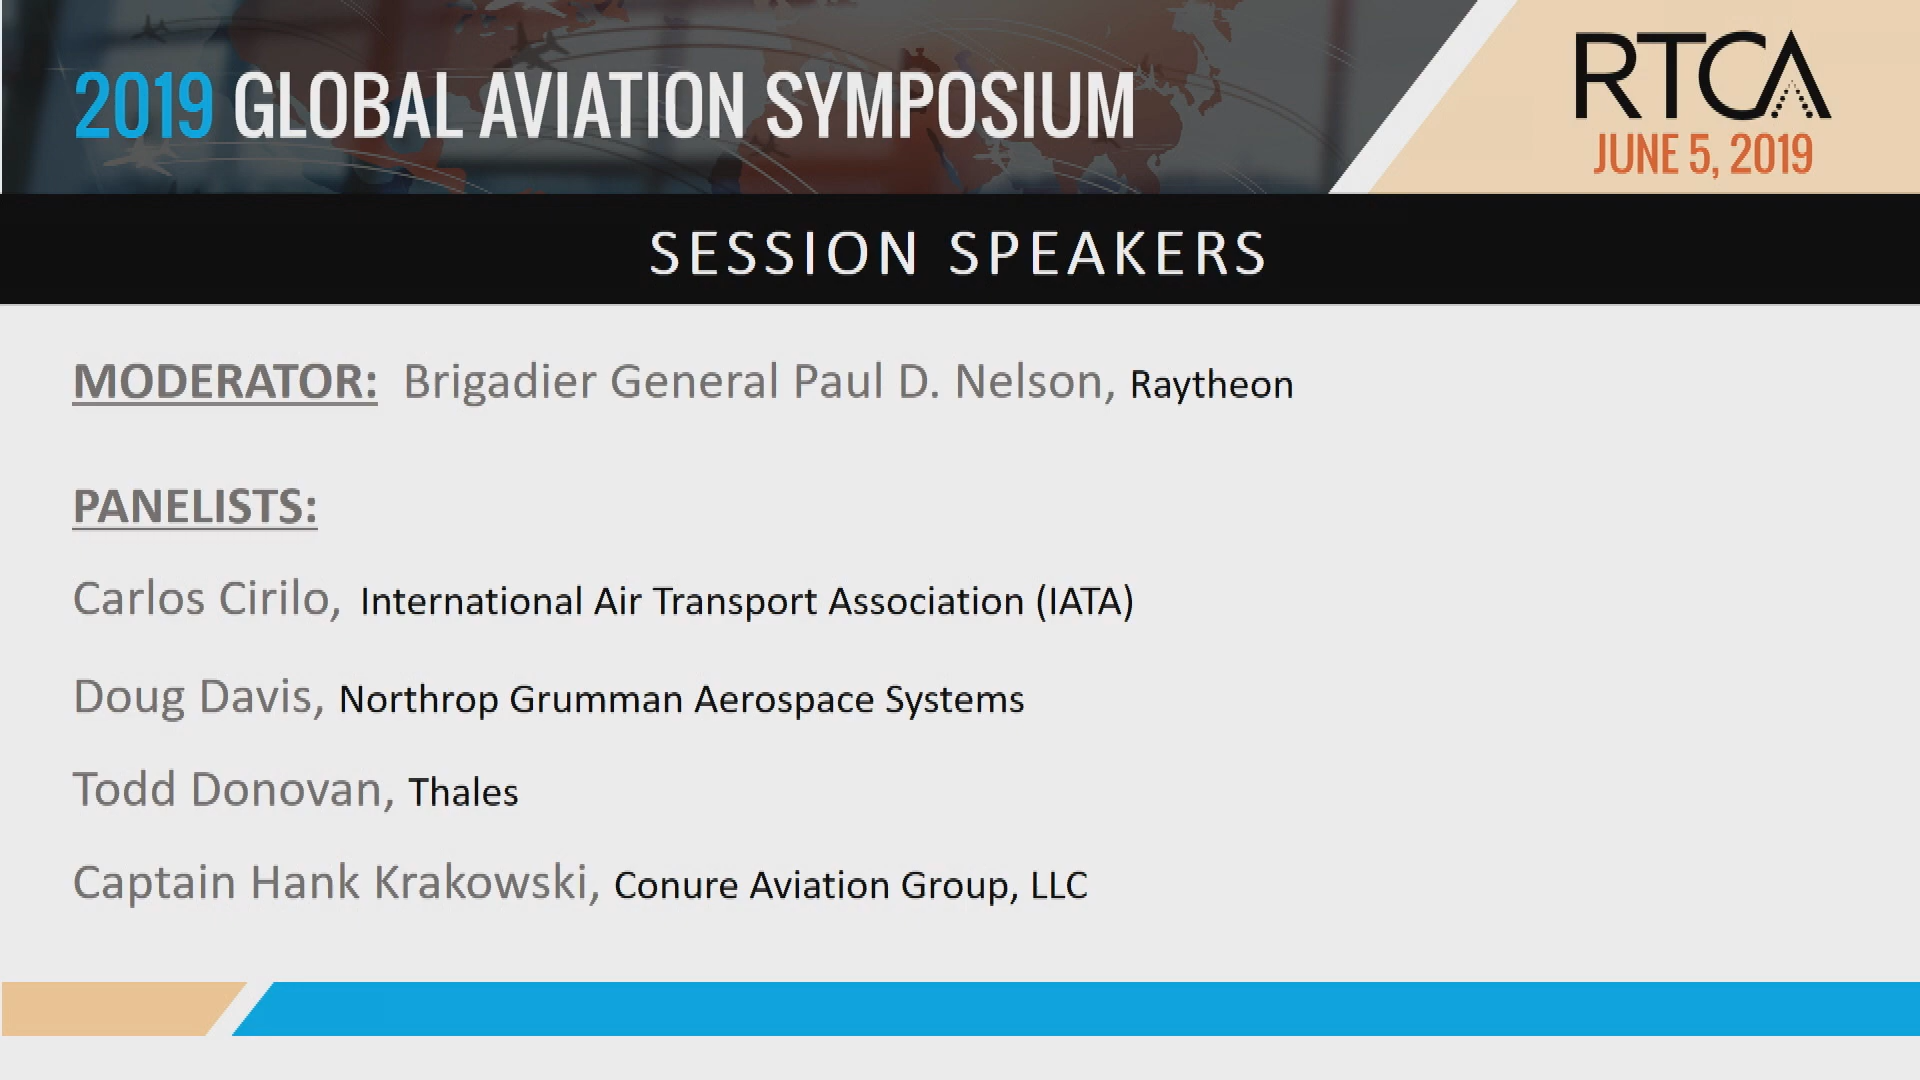 2019 GLOBAL AVIATION SYMPOSIUM
RTCA
JUNE 5, 2019
SESSION SPEAKERS
MODERATOR: Brigadier General Paul D. Nelson, Raytheon
PANELISTS:
Carlos Cirilo, International Air Transport Association (IATA)
Doug Davis, Northrop Grumman Aerospace Systems
Todd Donovan, Thales
Captain Hank Krakowski, Conure Aviation Group, LLC